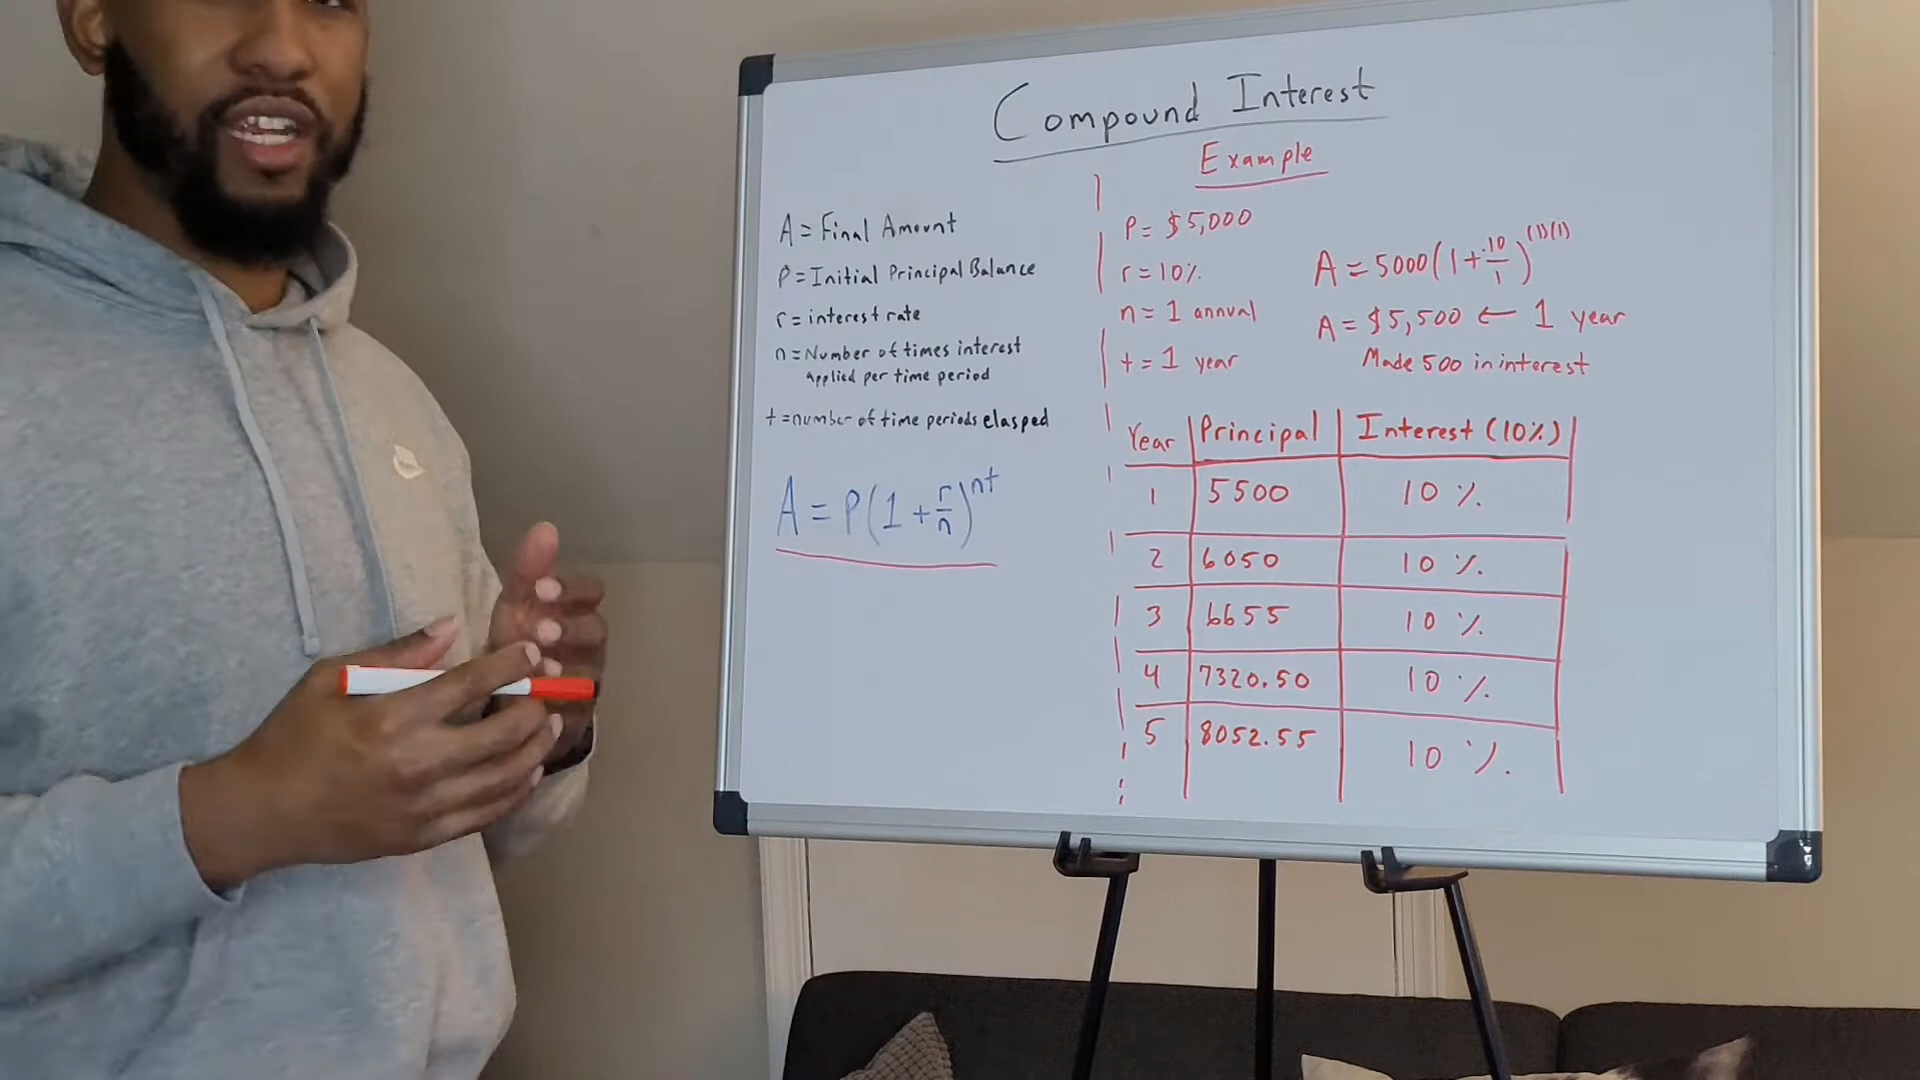 Compound Interest
Example
A = Final Amount
P = Initial Principal Balance
r = interest rate
n = Number of times interest
applied per time period
t = number of time periods elasped
A = P(1 + r/n)^nt
P = $5,000
r = 10%
n = 1 annual
t = 1 year
A = 5000(1 + .10/1)^(1)(1)
A = $5,500 ← 1 year
Made 500 in interest
Year Principal Interest (10%)
1 5500 10 %
2 6050 10 %
3 6655 10 %
4 7320.50 10 %
5 8052.55 10 %